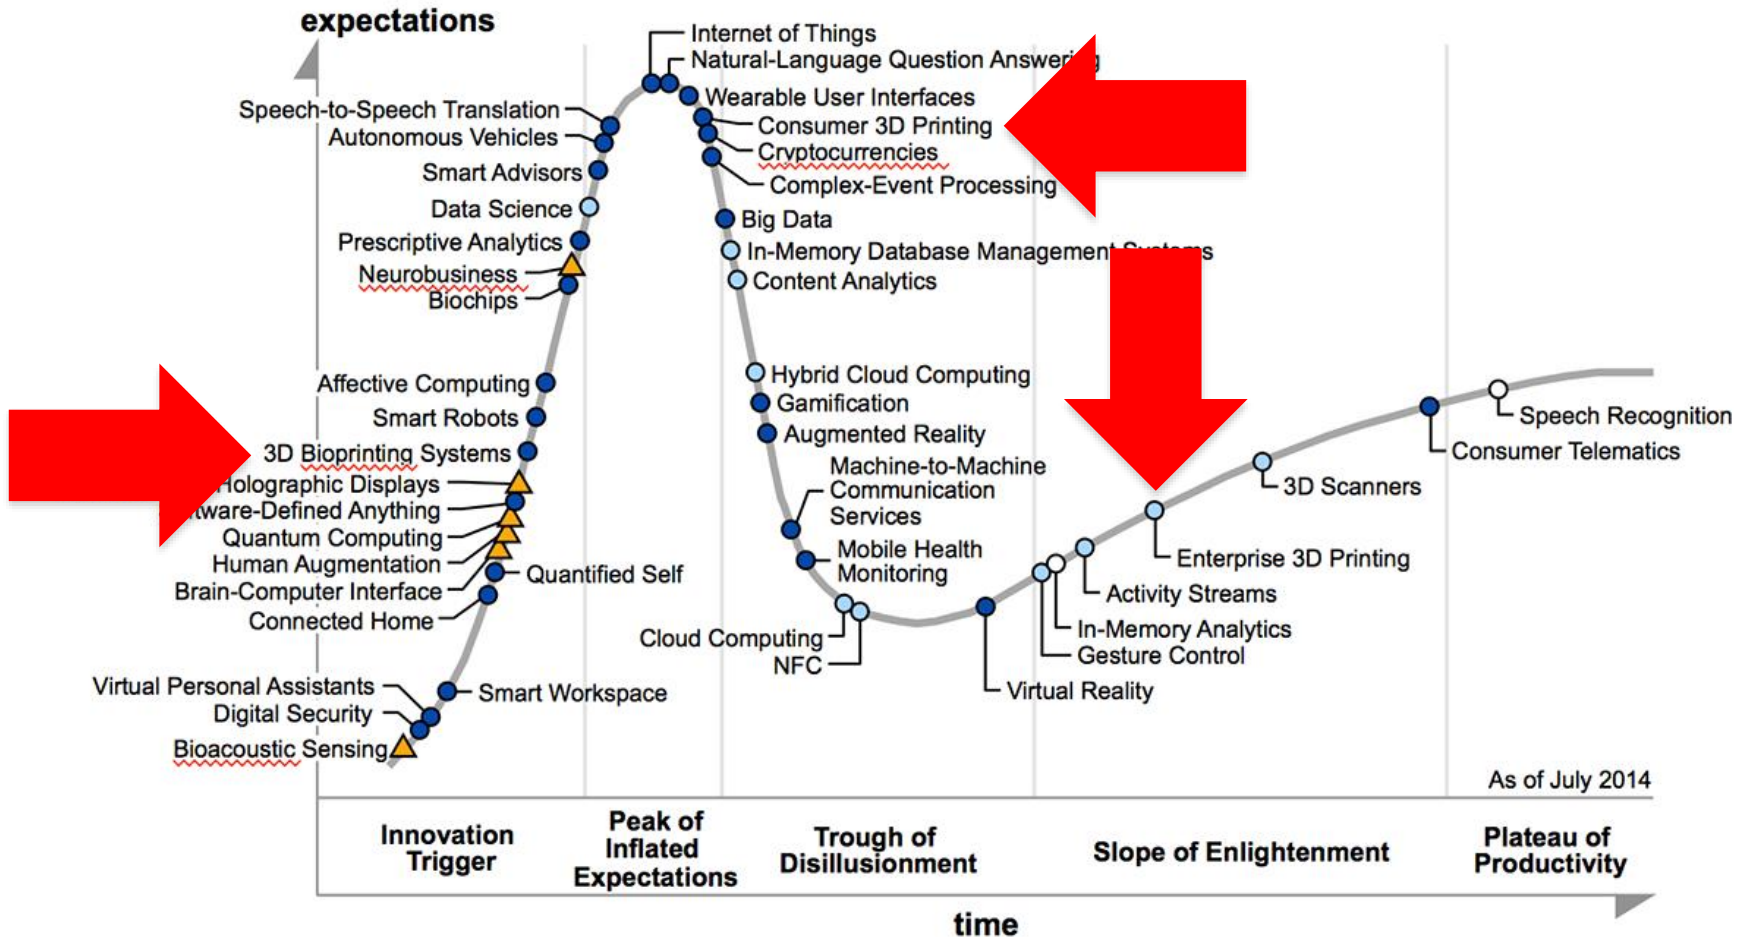 expectations
Internet of Things
Natural-Language Question Answering
Wearable User Interfaces
Consumer 3D Printing
Cryptocurrencies
Complex-Event Processing
Speech-to-Speech Translation
Autonomous Vehicles
Smart Advisors
Data Science
Prescriptive Analytics
Neurobusiness
Biochips
Big Data
In-Memory Database Management Systems
Content Analytics
Affective Computing
Smart Robots
3D Bioprinting Systems
Holographic Displays
Defined Anything
Quantum Computing
Human Augmentation
Brain-Computer Interface
Connected Home
Quantified Self
Virtual Personal Assistants
Digital Security
Bioacoustic Sensing
Smart Workspace
Hybrid Cloud Computing
Gamification
Augmented Reality
Machine-to-Machine
Communication
Services
Mobile Health
Monitoring
Cloud Computing
NFC
Virtual Reality
Gesture Control
In-Memory Analytics
Activity Streams
Enterprise 3D Printing
3D Scanners
Consumer Telematics
Speech Recognition
As of July 2014
Innovation
Trigger
Peak of
Inflated
Expectations
Trough of
Disillusionment
Slope of Enlightenment
Plateau of
Productivity
time